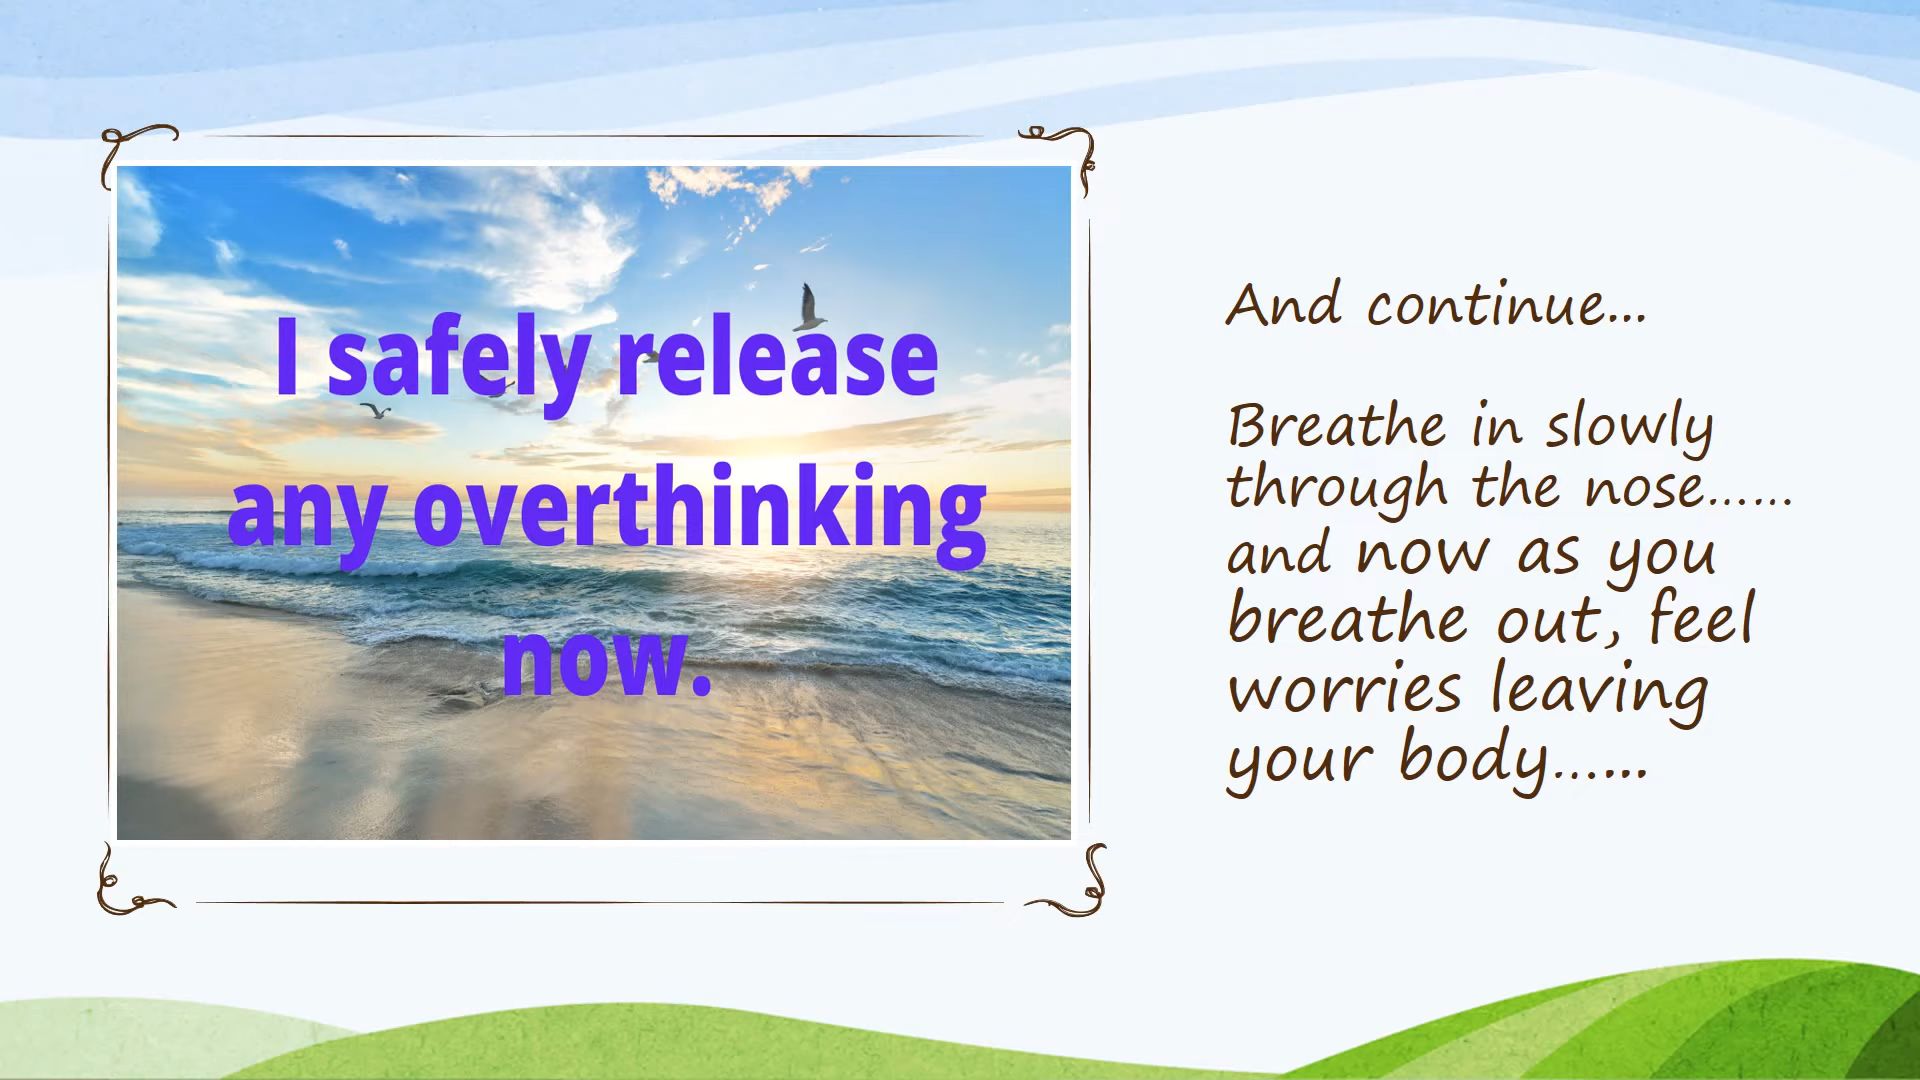 I safely release
any overthinking
now.
And continue...
Breathe in slowly
through the nose......
and now as you
breathe out, feel
worries leaving
your body......